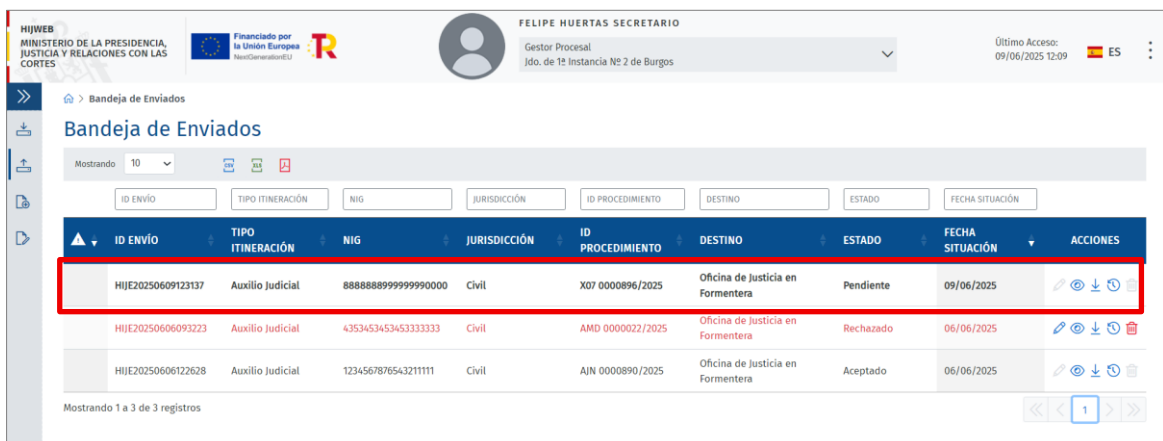 HIJWEB
MINISTERIO DE LA PRESIDENCIA,
JUSTICIA Y RELACIONES CON LAS
CORTES
Financiado por
la Unión Europea
NextGenerationEU
FELIPE HUERTAS SECRETARIO
Gestor Procesal
Jdo. de 1ª Instancia Nº 2 de Burgos
Último Acceso:
09/06/2025 12:09
ES
> Bandeja de Enviados
Bandeja de Enviados
Mostrando 10 CSV XLS
ID ENVÍO TIPO ITINERACIÓN NIG JURISDICCIÓN ID PROCEDIMIENTO DESTINO ESTADO FECHA SITUACIÓN
ID ENVÍO TIPO ITINERACIÓN NIG JURISDICCIÓN ID PROCEDIMIENTO DESTINO ESTADO FECHA SITUACIÓN ACCIONES
HIJE20250609123137 Auxilio Judicial 8888888999999990000 Civil X07 0000896/2025 Oficina de Justicia en Formentera Pendiente 09/06/2025
HIJE20250606093223 Auxilio Judicial 4353453453453333333 Civil AMD 0000022/2025 Oficina de Justicia en Formentera Rechazado 06/06/2025
HIJE20250606122628 Auxilio Judicial 1234567876543211111 Civil AJN 0000890/2025 Oficina de Justicia en Formentera Aceptado 06/06/2025
Mostrando 1 a 3 de 3 registros
1